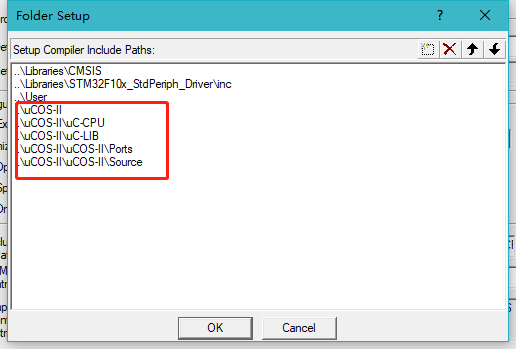 Folder Setup
?
Setup Compiler Include Paths:
..\Libraries\CMSIS
..\Libraries\STM32F10x_StdPeriph_Driver\inc
..\User
..\uCOS-II
..\uCOS-II\uC-CPU
..\uCOS-II\uC-LIB
..\uCOS-II\uCOS-II\Ports
..\uCOS-II\uCOS-II\Source
OK
Cancel